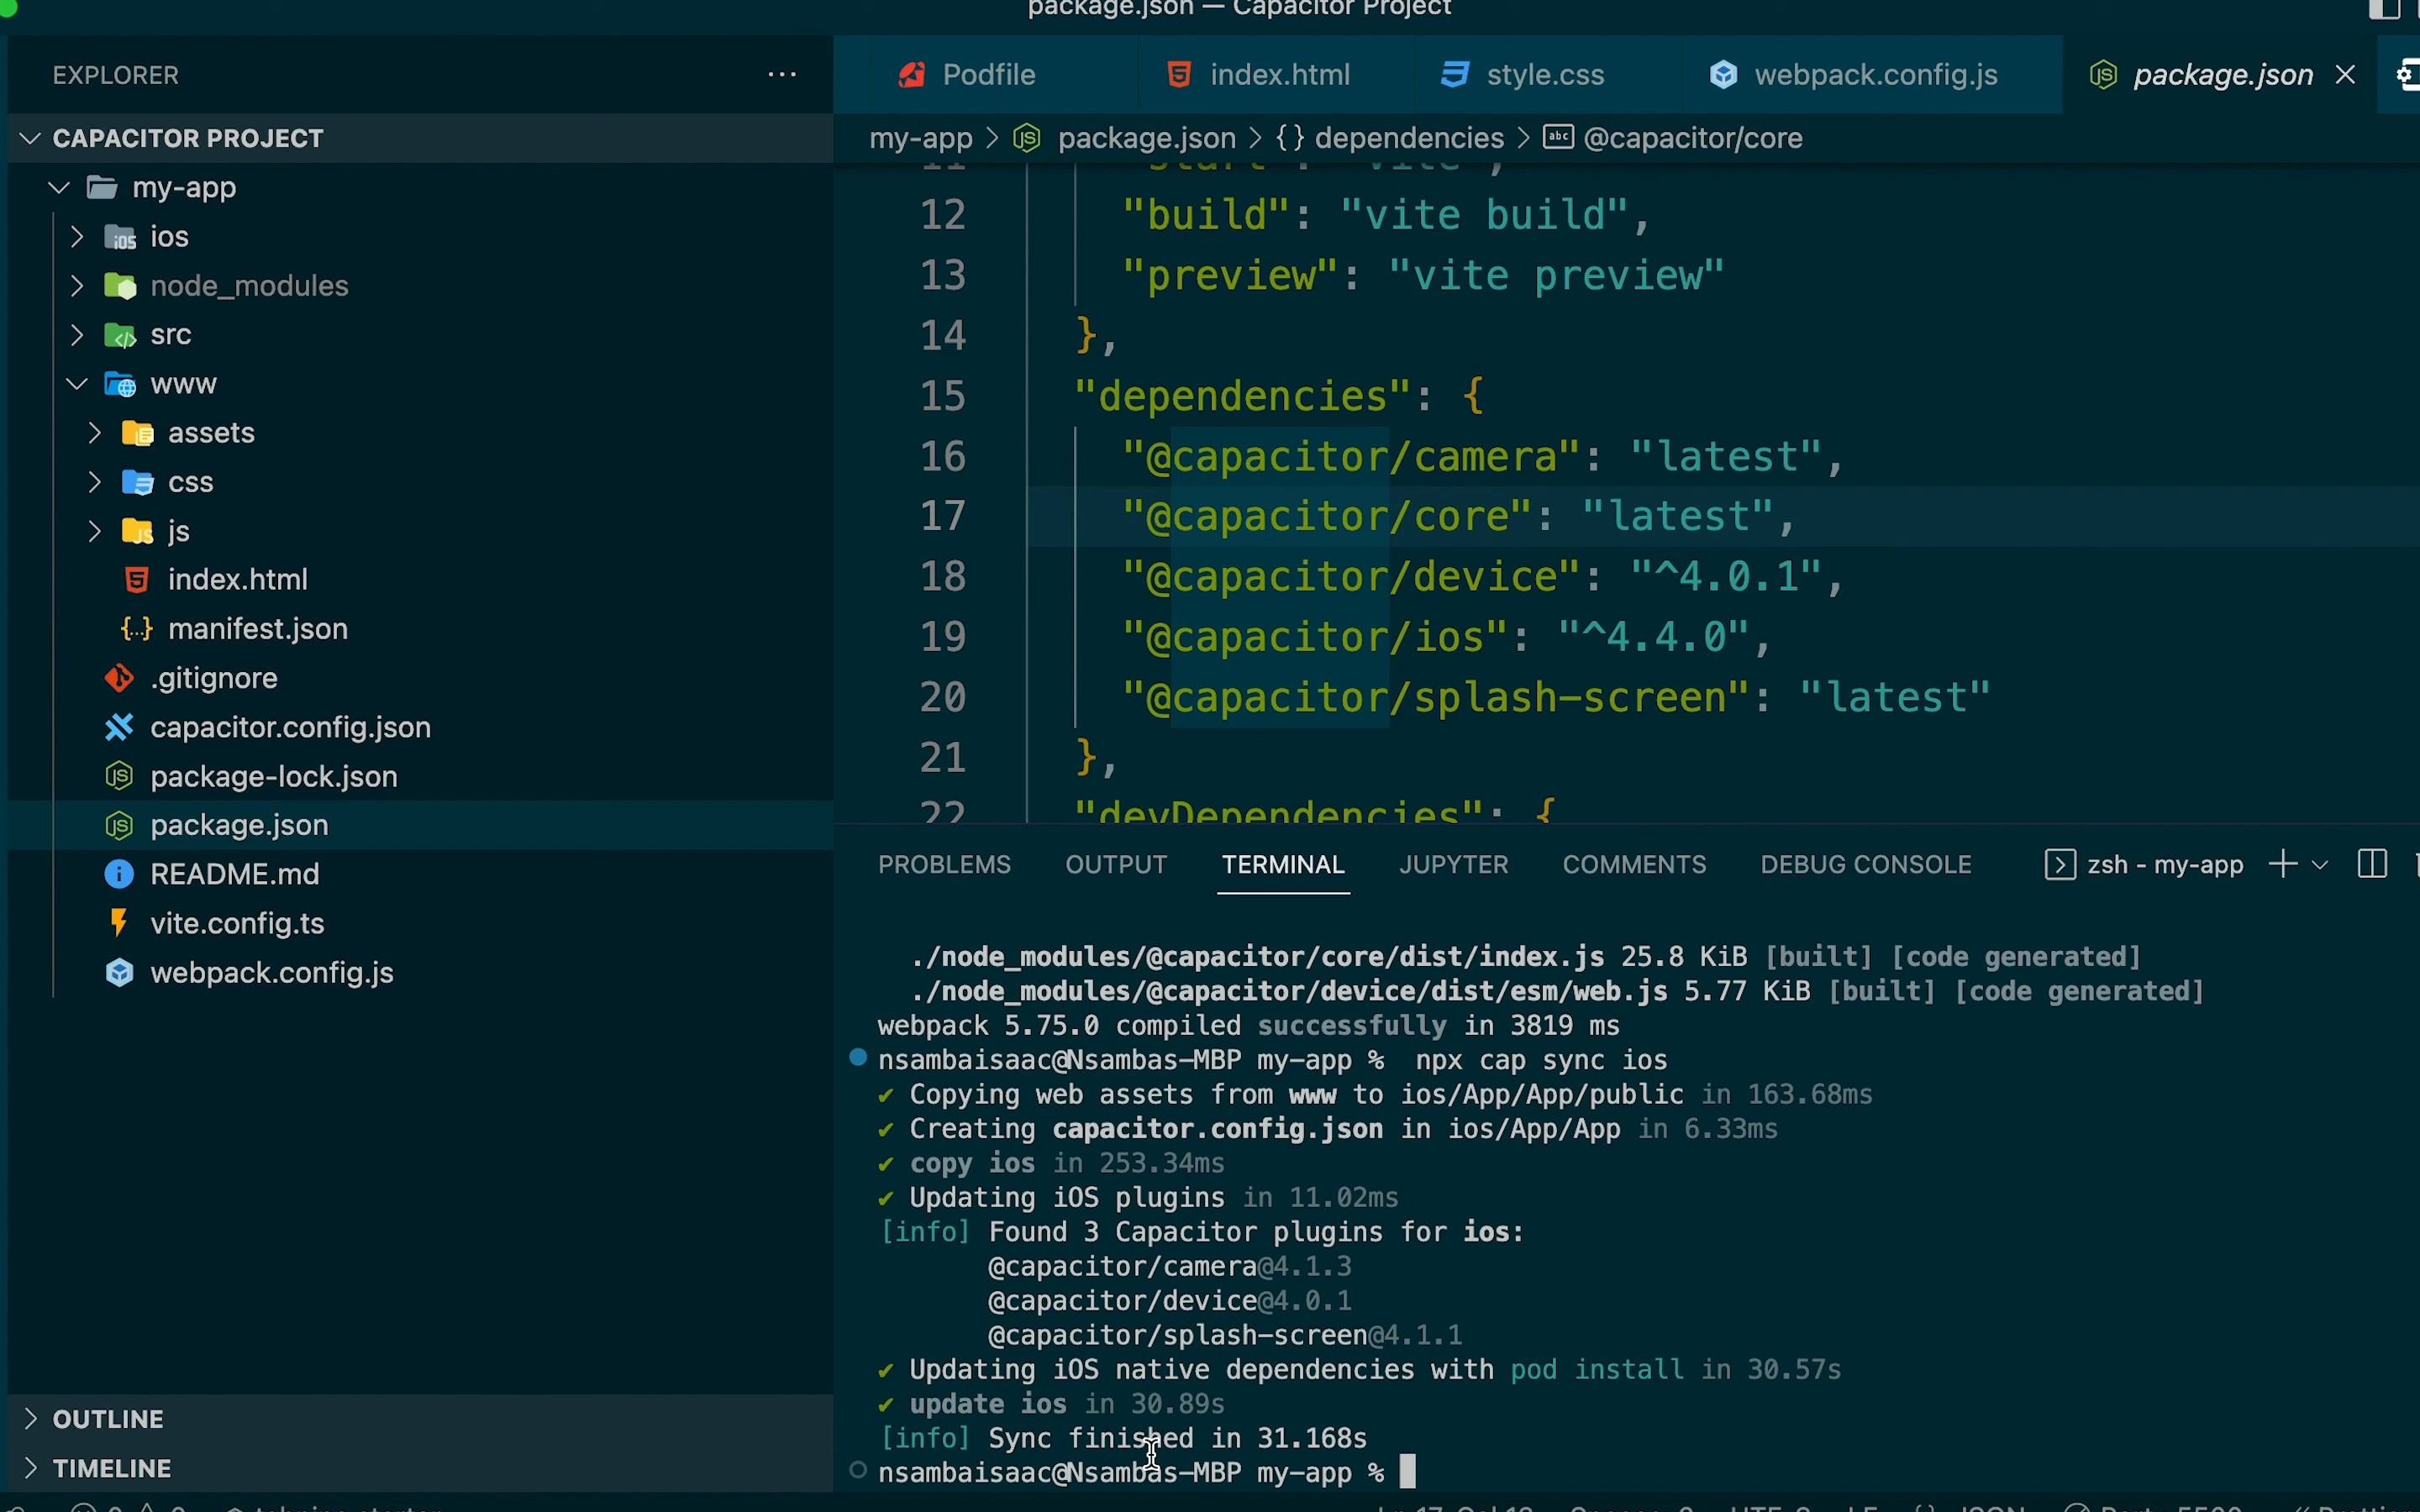 package.json — Capacitor Project
EXPLORER
CAPACITOR PROJECT
my-app
ios
node_modules
src
www
assets
css
js
index.html
manifest.json
.gitignore
capacitor.config.json
package-lock.json
package.json
README.md
vite.config.ts
webpack.config.js
OUTLINE
TIMELINE
Podfile index.html style.css webpack.config.js package.json
my-app > package.json > {} dependencies > abc @capacitor/core
11 "start": "vite",
12 "build": "vite build",
13 "preview": "vite preview"
14 },
15 "dependencies": {
16 "@capacitor/camera": "latest",
17 "@capacitor/core": "latest",
18 "@capacitor/device": "^4.0.1",
19 "@capacitor/ios": "^4.4.0",
20 "@capacitor/splash-screen": "latest"
21 },
22 "devDependencies": {
PROBLEMS OUTPUT TERMINAL JUPYTER COMMENTS DEBUG CONSOLE zsh - my-app
./node_modules/@capacitor/core/dist/index.js 25.8 KiB [built] [code generated]
./node_modules/@capacitor/device/dist/esm/web.js 5.77 KiB [built] [code generated]
webpack 5.75.0 compiled successfully in 3819 ms
nsambaisaac@Nsambas-MBP my-app % npx cap sync ios
✔ Copying web assets from www to ios/App/App/public in 163.68ms
✔ Creating capacitor.config.json in ios/App/App in 6.33ms
✔ copy ios in 253.34ms
✔ Updating iOS plugins in 11.02ms
[info] Found 3 Capacitor plugins for ios:
@capacitor/camera@4.1.3
@capacitor/device@4.0.1
@capacitor/splash-screen@4.1.1
✔ Updating iOS native dependencies with pod install in 30.57s
✔ update ios in 30.89s
[info] Sync finished in 31.168s
nsambaisaac@Nsambas-MBP my-app %